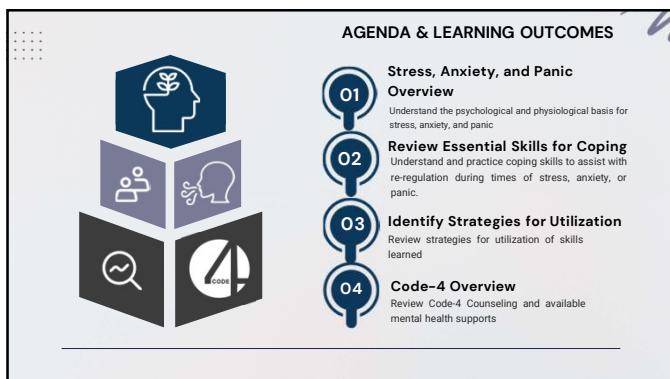 AGENDA & LEARNING OUTCOMES
01
Stress, Anxiety, and Panic
Overview
Understand the psychological and physiological basis for
stress, anxiety, and panic
02
Review Essential Skills for Coping
Understand and practice coping skills to assist with
re-regulation during times of stress, anxiety, or
panic.
03
Identify Strategies for Utilization
Review strategies for utilization of skills
learned
04
Code-4 Overview
Review Code-4 Counseling and available
mental health supports
4
CODE